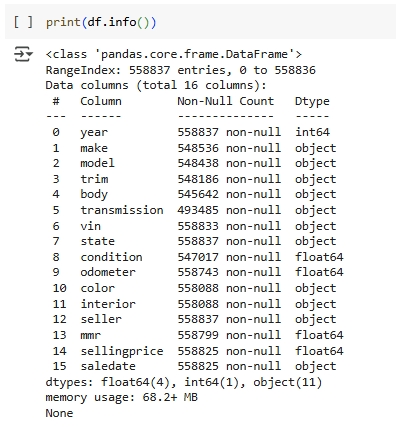 [ ] print(df.info())
<class 'pandas.core.frame.DataFrame'>
RangeIndex: 558837 entries, 0 to 558836
Data columns (total 16 columns):
 #   Column        Non-Null Count   Dtype
---  ------        --------------   -----
 0   year          558837 non-null  int64
 1   make          548536 non-null  object
 2   model         548438 non-null  object
 3   trim          548186 non-null  object
 4   body          545642 non-null  object
 5   transmission  493485 non-null  object
 6   vin           558833 non-null  object
 7   state         558837 non-null  object
 8   condition     547017 non-null  float64
 9   odometer      558743 non-null  float64
 10  color         558088 non-null  object
 11  interior      558088 non-null  object
 12  seller        558837 non-null  object
 13  mmr           558799 non-null  float64
 14  sellingprice  558825 non-null  float64
 15  saledate      558825 non-null  object
dtypes: float64(4), int64(1), object(11)
memory usage: 68.2+ MB
None